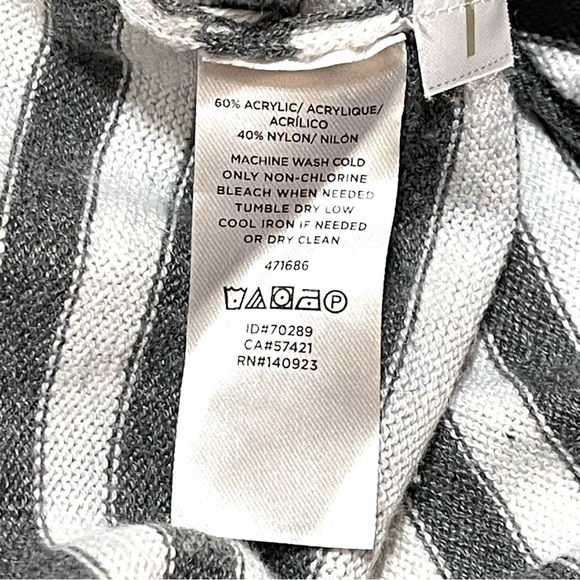 60% ACRYLIC/ ACRYLIQUE/
ACRÍLICO
40% NYLON/ NILÓN
MACHINE WASH COLD
ONLY NON-CHLORINE
BLEACH WHEN NEEDED
TUMBLE DRY LOW
COOL IRON IF NEEDED
OR DRY CLEAN
471686
P
ID#70289
CA#57421
RN#140923